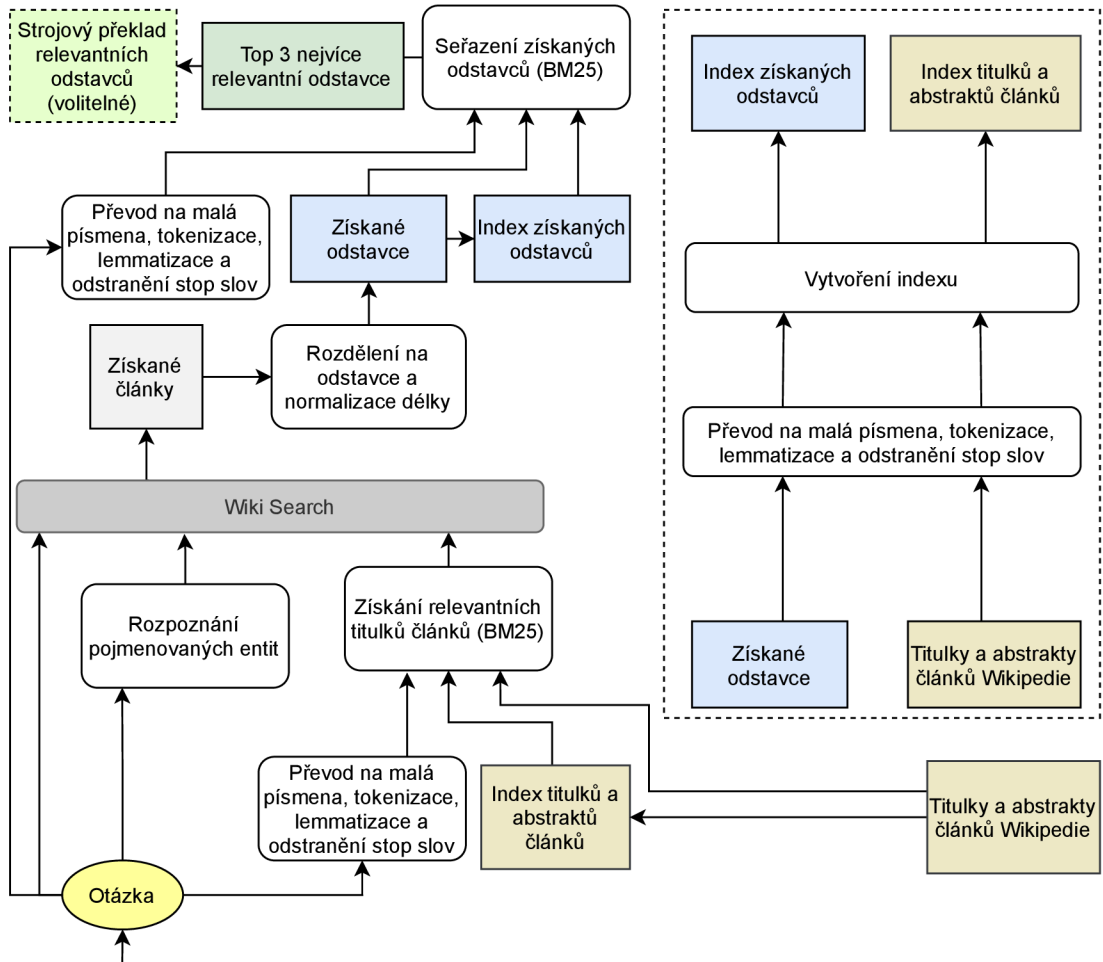 Strojový překlad
relevantních
odstavců
(volitelné)
Top 3 nejvíce
relevantní odstavce
Seřazení získaných
odstavců (BM25)
Index získaných
odstavců
Index titulků a
abstraktů článků
Převod na malá
písmena, tokenizace,
lemmatizace a
odstranění stop slov
Získané
odstavce
Index získaných
odstavců
Vytvoření indexu
Získané
články
Rozdělení na
odstavce a
normalizace délky
Převod na malá písmena, tokenizace,
lemmatizace a odstranění stop slov
Wiki Search
Rozpoznání
pojmenovaných entit
Získání relevantních
titulků článků (BM25)
Získané
odstavce
Titulky a abstrakty
článků Wikipedie
Převod na malá
písmena, tokenizace,
lemmatizace a
odstranění stop slov
Index titulků a
abstraktů
článků
Titulky a abstrakty
článků Wikipedie
Otázka